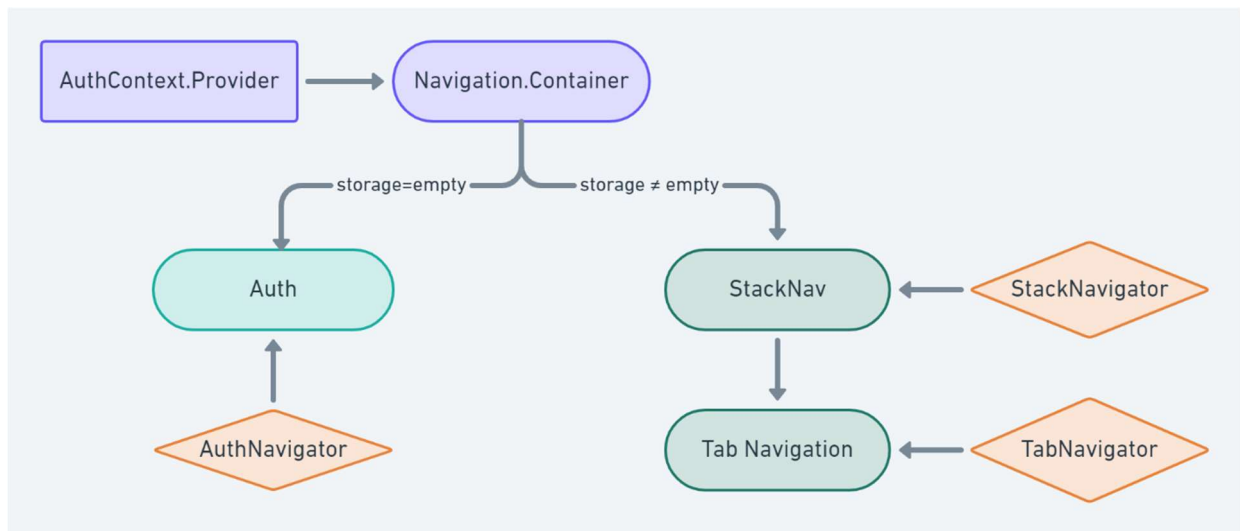 AuthContext.Provider
Navigation.Container
storage=empty
storage ≠ empty
Auth
StackNav
StackNavigator
AuthNavigator
Tab Navigation
TabNavigator